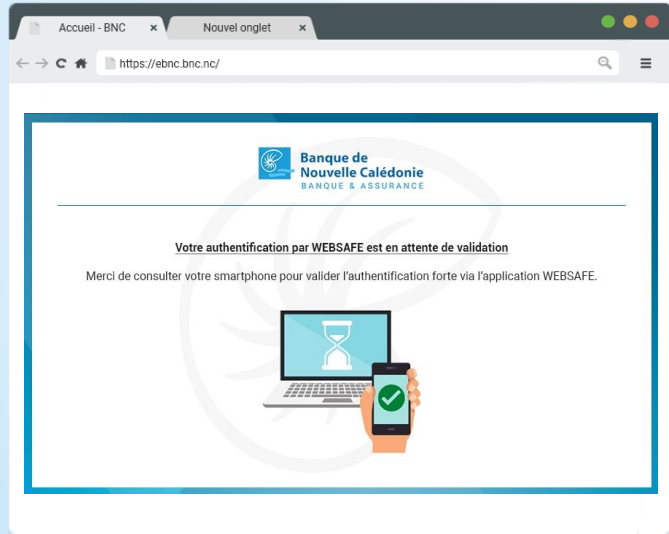 Accueil - BNC
Nouvel onglet
https://ebnc.bnc.nc/
Banque de
Nouvelle Calédonie
BANQUE & ASSURANCE
Votre authentification par WEBSAFE est en attente de validation
Merci de consulter votre smartphone pour valider l'authentification forte via l'application WEBSAFE.